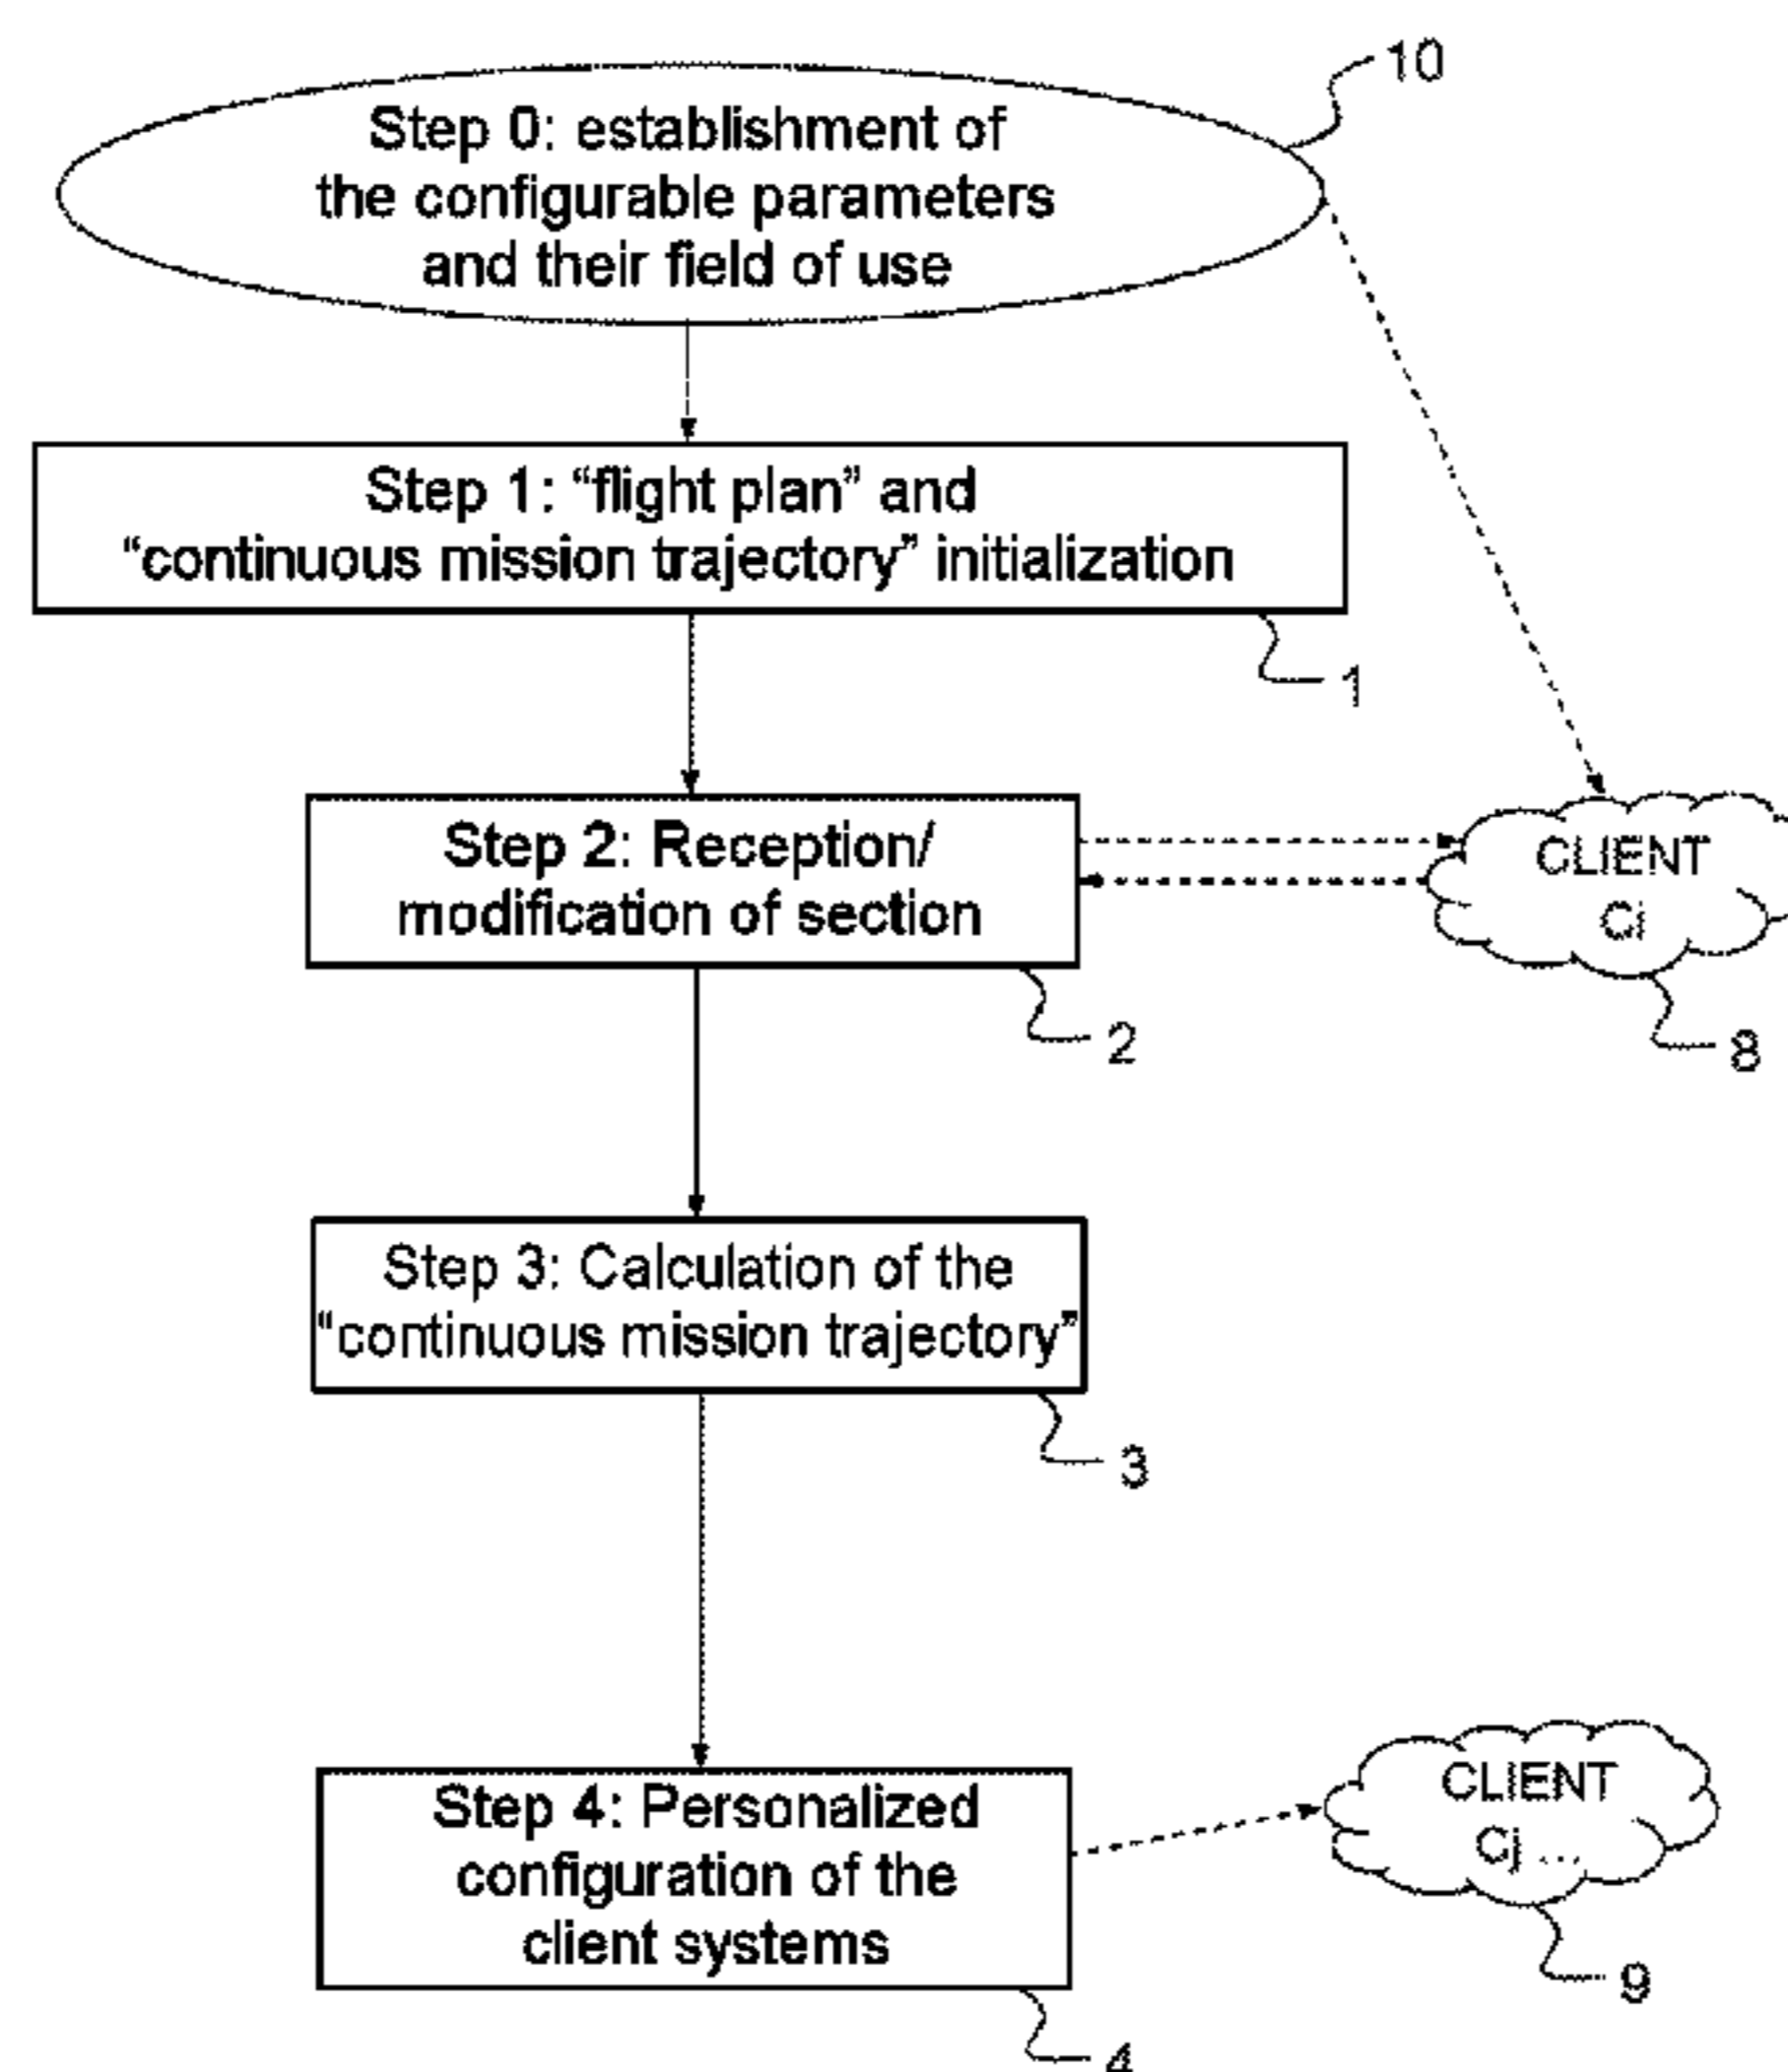 10
Step 0: establishment of
the configurable parameters
and their field of use
Step 1: “flight plan” and
“continuous mission trajectory” initialization
1
Step 2: Reception/
modification of section
2
CLIENT
Ci
8
Step 3: Calculation of the
“continuous mission trajectory”
3
Step 4: Personalized
configuration of the
client systems
4
CLIENT
Cj ...
9